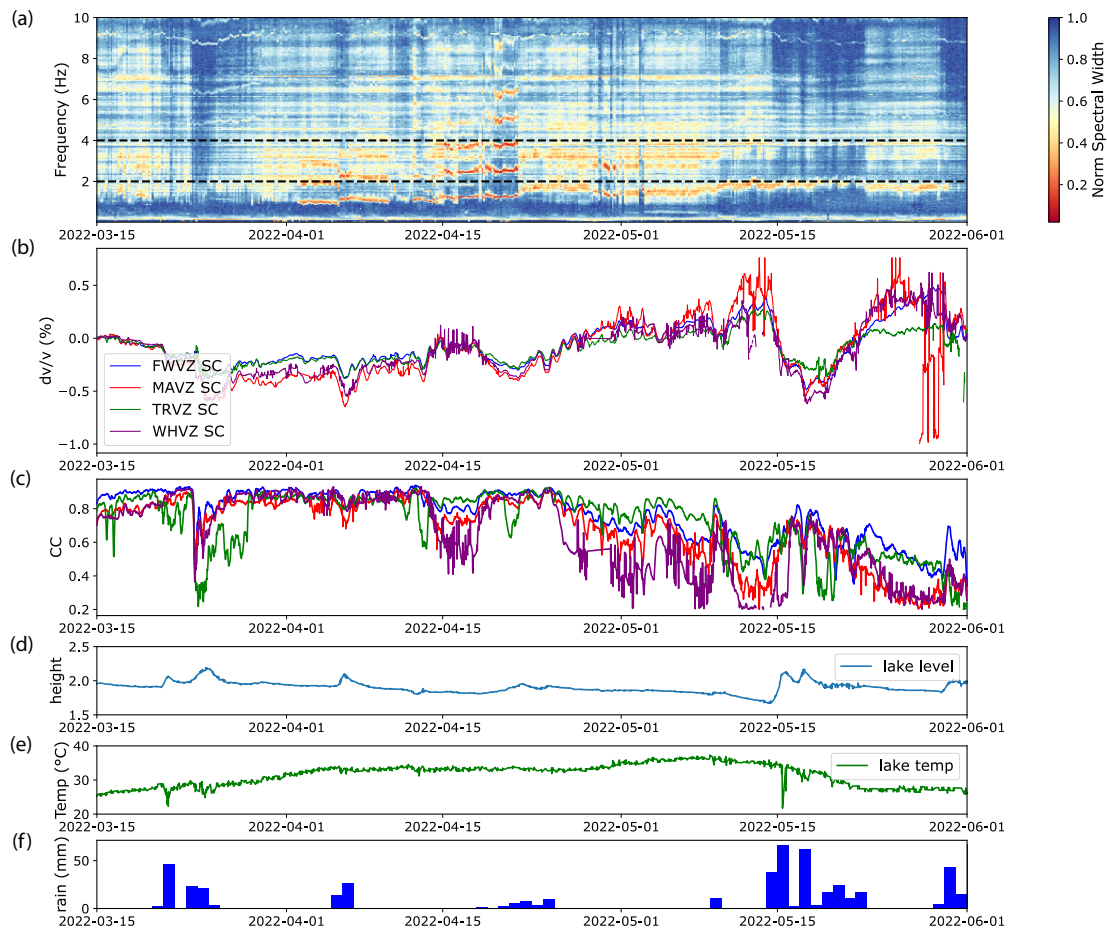 (a)
10
8
6
4
2
Frequency (Hz)
2022-03-15 2022-04-01 2022-04-15 2022-05-01 2022-05-15 2022-06-01
1.0
0.8
0.6
0.4
0.2
Norm Spectral Width
(b)
0.5
0.0
−0.5
−1.0
dv/v (%)
FWVZ SC
MAVZ SC
TRVZ SC
WHVZ SC
2022-03-15 2022-04-01 2022-04-15 2022-05-01 2022-05-15 2022-06-01
(c)
0.8
0.6
0.4
0.2
CC
2022-03-15 2022-04-01 2022-04-15 2022-05-01 2022-05-15 2022-06-01
(d)
2.5
2.0
1.5
height
lake level
2022-03-15 2022-04-01 2022-04-15 2022-05-01 2022-05-15 2022-06-01
(e)
40
30
20
Temp (°C)
lake temp
2022-03-15 2022-04-01 2022-04-15 2022-05-01 2022-05-15 2022-06-01
(f)
50
0
rain (mm)
2022-03-15 2022-04-01 2022-04-15 2022-05-01 2022-05-15 2022-06-01